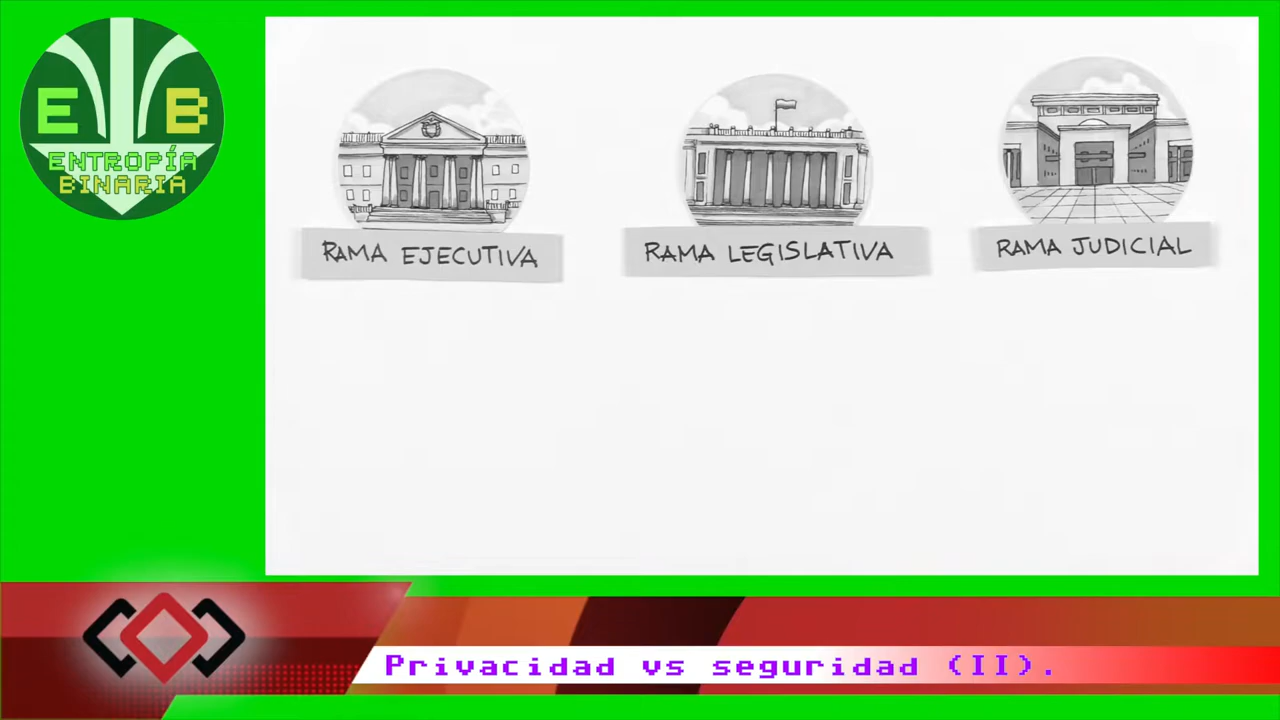 E B
ENTROPÍA
BINARIA
RAMA EJECUTIVA
RAMA LEGISLATIVA
RAMA JUDICIAL
Privacidad vs seguridad (II).